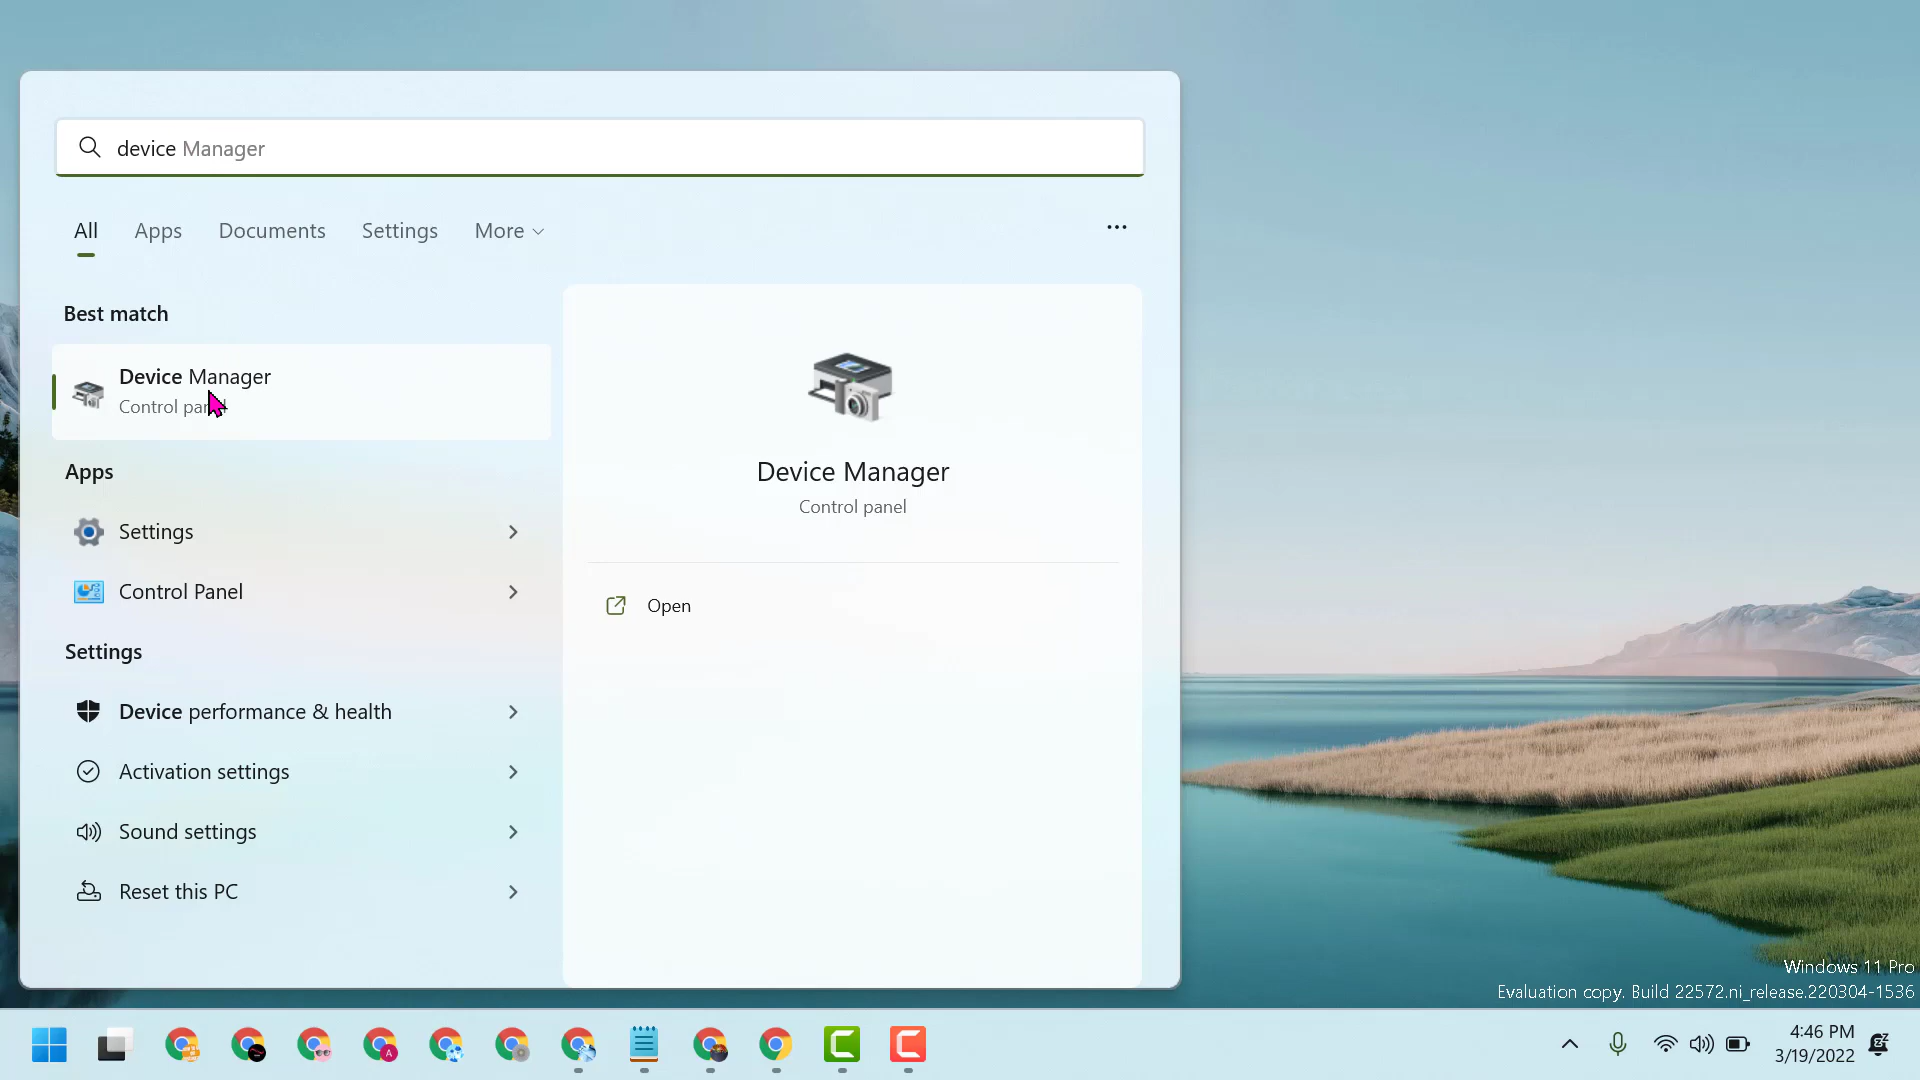 device Manager
All Apps Documents Settings More
Best match
Device Manager
Control panel
Device Manager
Control panel
Open
Apps
Settings
Control Panel
Settings
Device performance & health
Activation settings
Sound settings
Reset this PC
Windows 11 Pro
Evaluation copy. Build 22572.ni_release.220304-1536
A
4:46 PM
3/19/2022